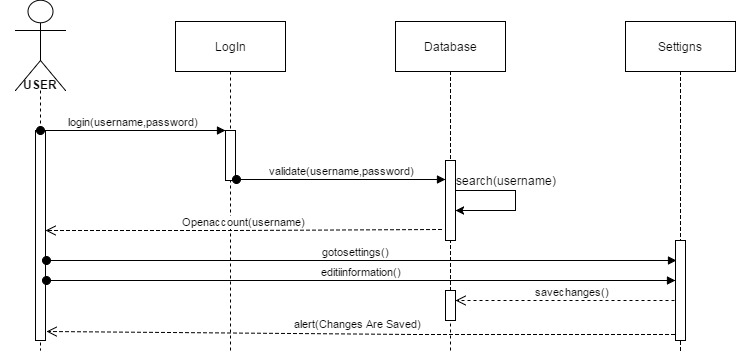 LogIn
Database
Settigns
USER
login(username,password)
validate(username,password)
search(username)
Openaccount(username)
gotosettings()
editiinformation()
savechanges()
alert(Changes Are Saved)